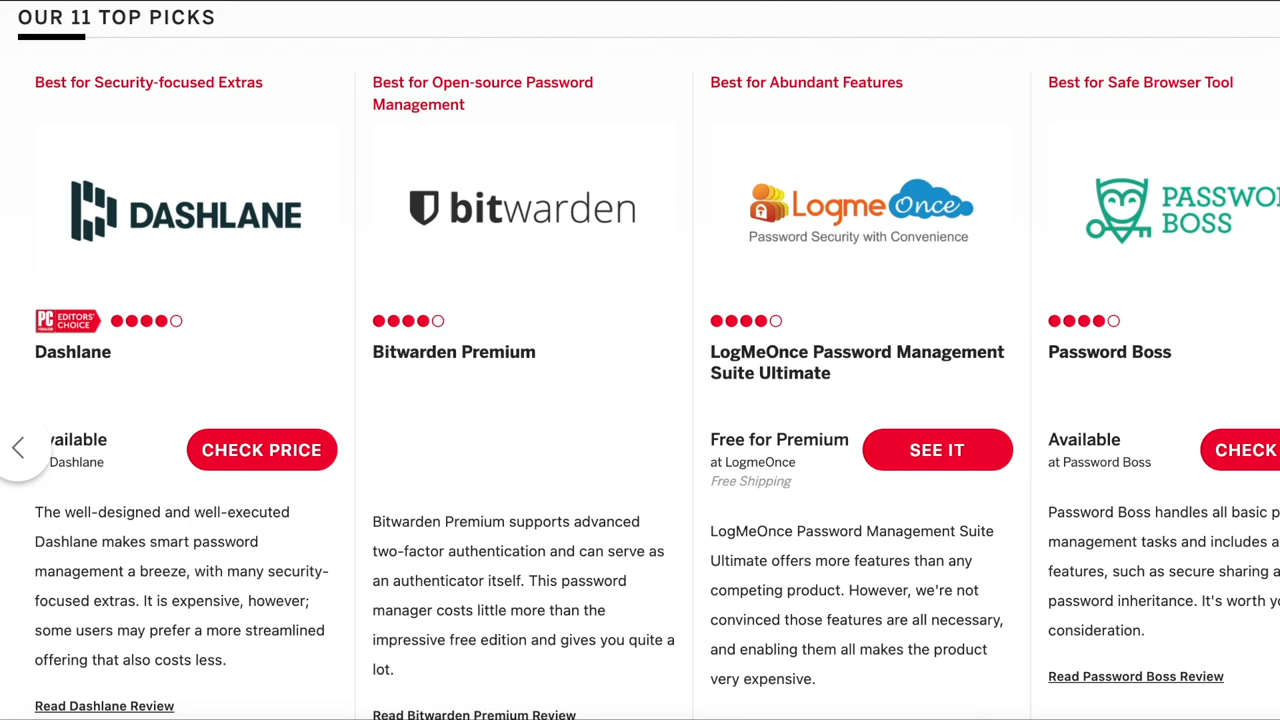 OUR 11 TOP PICKS
Best for Security-focused Extras
DASHLANE
PC
EDITORS'
CHOICE
Dashlane
Available
Dashlane
CHECK PRICE
The well-designed and well-executed
Dashlane makes smart password
management a breeze, with many security-
focused extras. It is expensive, however;
some users may prefer a more streamlined
offering that also costs less.
Read Dashlane Review
Best for Open-source Password
Management
bitwarden
Bitwarden Premium
Bitwarden Premium supports advanced
two-factor authentication and can serve as
an authenticator itself. This password
manager costs little more than the
impressive free edition and gives you quite a
lot.
Read Bitwarden Premium Review
Best for Abundant Features
LogmeOnce
Password Security with Convenience
LogMeOnce Password Management
Suite Ultimate
Free for Premium
at LogmeOnce
Free Shipping
SEE IT
LogMeOnce Password Management Suite
Ultimate offers more features than any
competing product. However, we're not
convinced those features are all necessary,
and enabling them all makes the product
very expensive.
Best for Safe Browser Tool
PASSWO
BOSS
Password Boss
Available
at Password Boss
CHECK
Password Boss handles all basic p
management tasks and includes a
features, such as secure sharing a
password inheritance. It's worth yo
consideration.
Read Password Boss Review